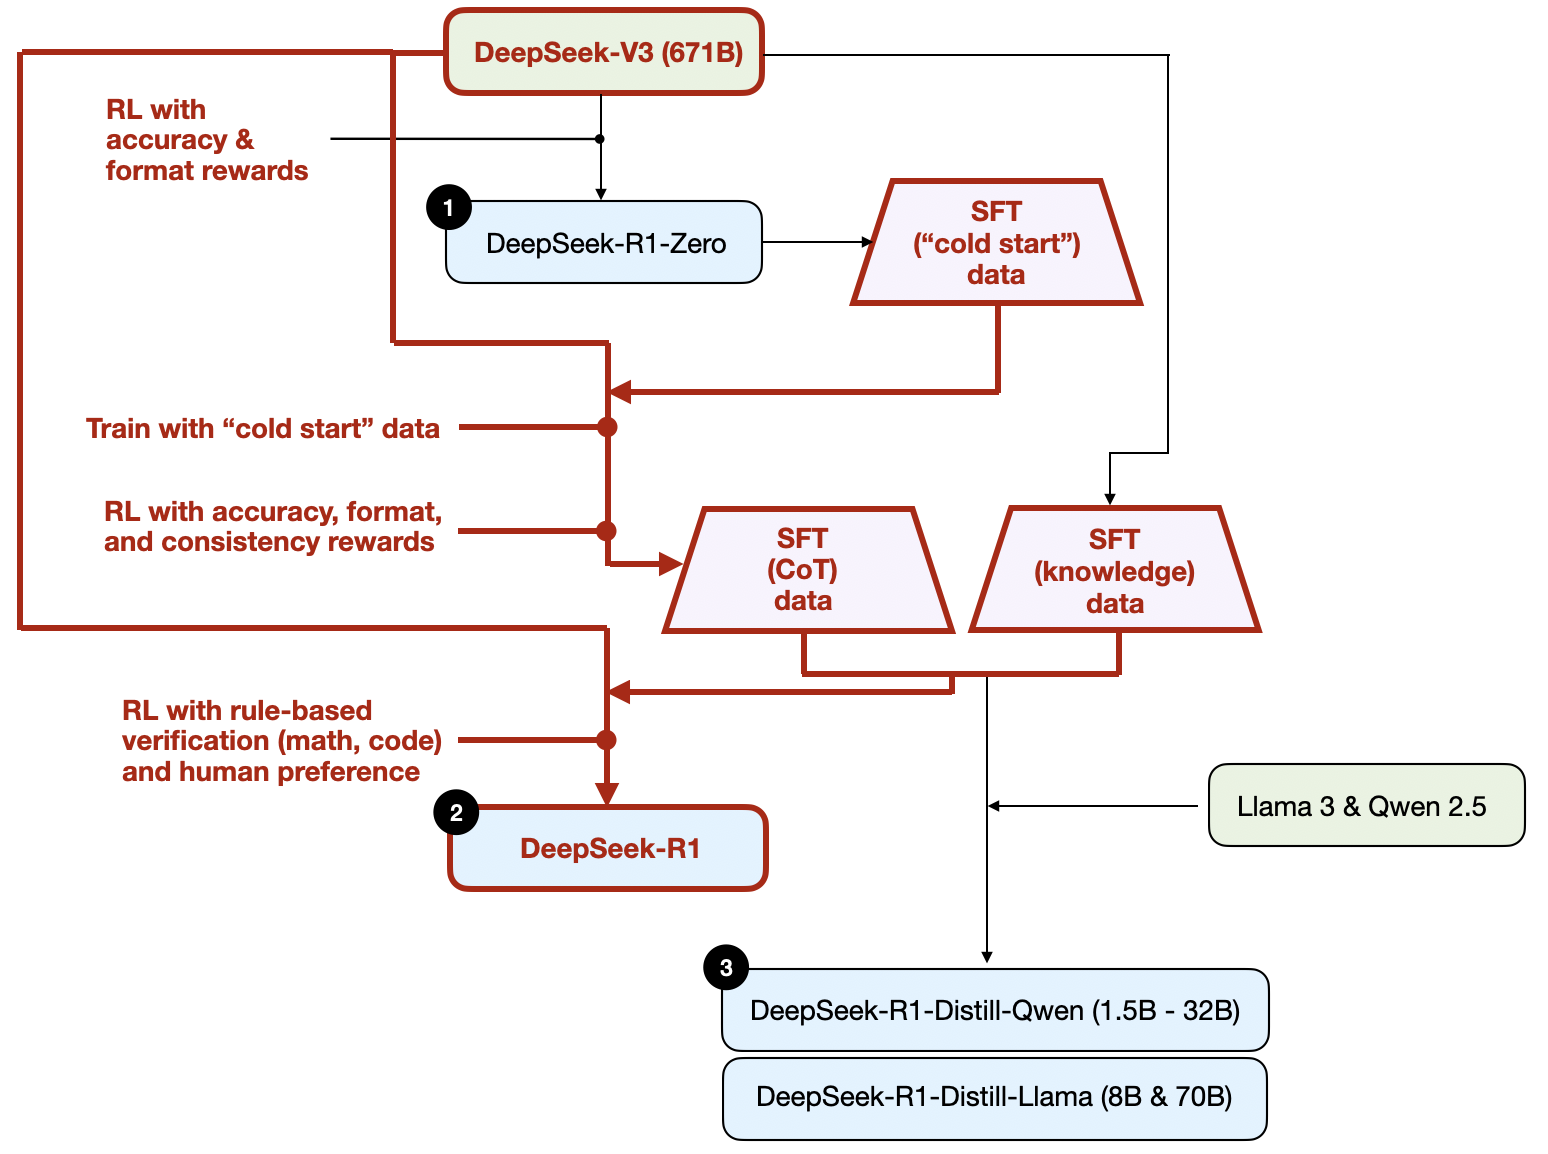 DeepSeek-V3 (671B)
RL with
accuracy &
format rewards
1
DeepSeek-R1-Zero
SFT
(“cold start”)
data
Train with “cold start” data
RL with accuracy, format,
and consistency rewards
SFT
(CoT)
data
SFT
(knowledge)
data
RL with rule-based
verification (math, code)
and human preference
2
DeepSeek-R1
Llama 3 & Qwen 2.5
3
DeepSeek-R1-Distill-Qwen (1.5B - 32B)
DeepSeek-R1-Distill-Llama (8B & 70B)